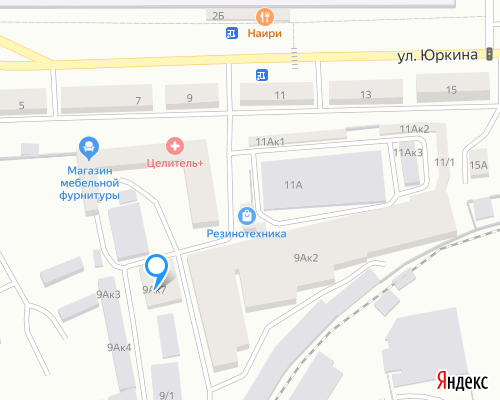 2Б
Наири
ул. Юркина
5
7
9
11
13
15
11Ак1
11Ак2
11Ак3
11/1
15А
Магазин
мебельной
фурнитуры
Целитель+
11А
Резинотехника
9Ак2
9Ак7
9Ак3
9Ак4
9/1
Яндекс